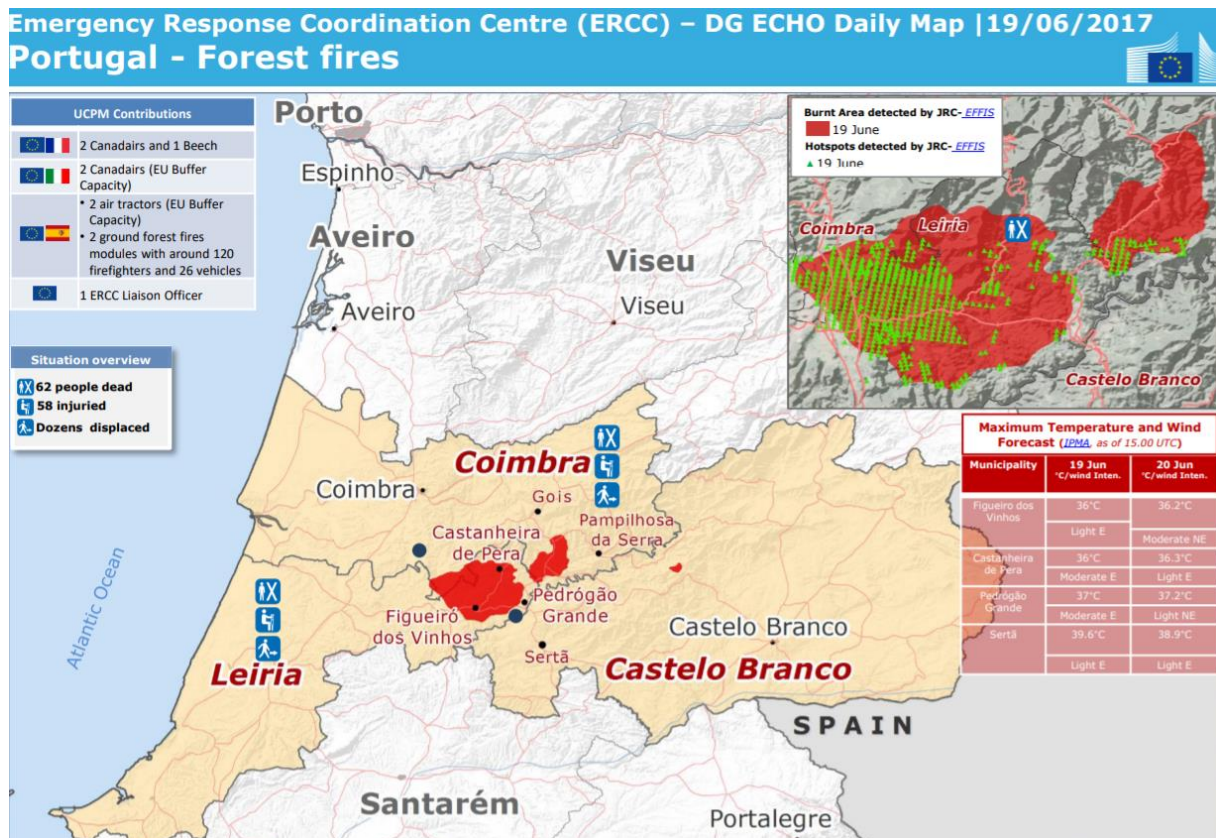 Emergency Response Coordination Centre (ERCC) – DG ECHO Daily Map |19/06/2017
Portugal - Forest fires
UCPM Contributions
2 Canadairs and 1 Beech
2 Canadairs (EU Buffer
Capacity)
• 2 air tractors (EU Buffer
Capacity)
• 2 ground forest fires
modules with around 120
firefighters and 26 vehicles
1 ERCC Liaison Officer
Situation overview
62 people dead
58 injuried
Dozens displaced
Porto
Espinho
Aveiro
Aveiro
Viseu
Viseu
Coimbra
Coimbra
Gois
Castanheira
de Pera
Pampilhosa
da Serra
Pedrógão
Grande
Figueiró
dos Vinhos
Sertã
Castelo Branco
Castelo Branco
Leiria
Atlantic Ocean
Santarém
Portalegre
SPAIN
Burnt Area detected by JRC- EFFIS
19 June
Hotspots detected by JRC- EFFIS
19 June
Coimbra
Leiria
Castelo Branco
Maximum Temperature and Wind
Forecast (IPMA, as of 15.00 UTC)
Municipality 19 Jun °C/wind Inten. 20 Jun °C/wind Inten.
Figueiro dos
Vinhos
36°C 36.2°C
Light E Moderate NE
Castanheira
de Pera
36°C 36.3°C
Moderate E Light E
Pedrógão
Grande
37°C 37.2°C
Moderate E Light NE
Sertã 39.6°C 38.9°C
Light E Light E